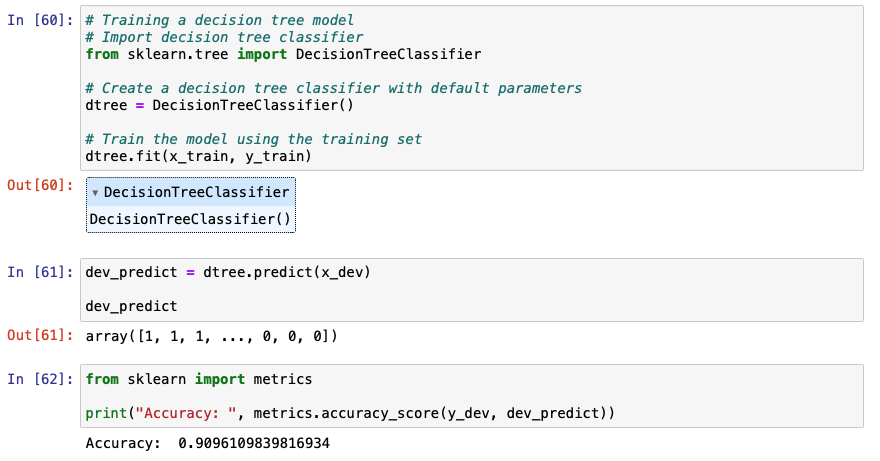 In [60]: # Training a decision tree model
# Import decision tree classifier
from sklearn.tree import DecisionTreeClassifier
# Create a decision tree classifier with default parameters
dtree = DecisionTreeClassifier()
# Train the model using the training set
dtree.fit(x_train, y_train)
Out[60]: ▾ DecisionTreeClassifier
DecisionTreeClassifier()
In [61]: dev_predict = dtree.predict(x_dev)
dev_predict
Out[61]: array([1, 1, 1, ..., 0, 0, 0])
In [62]: from sklearn import metrics
print("Accuracy: ", metrics.accuracy_score(y_dev, dev_predict))
Accuracy:  0.9096109839816934